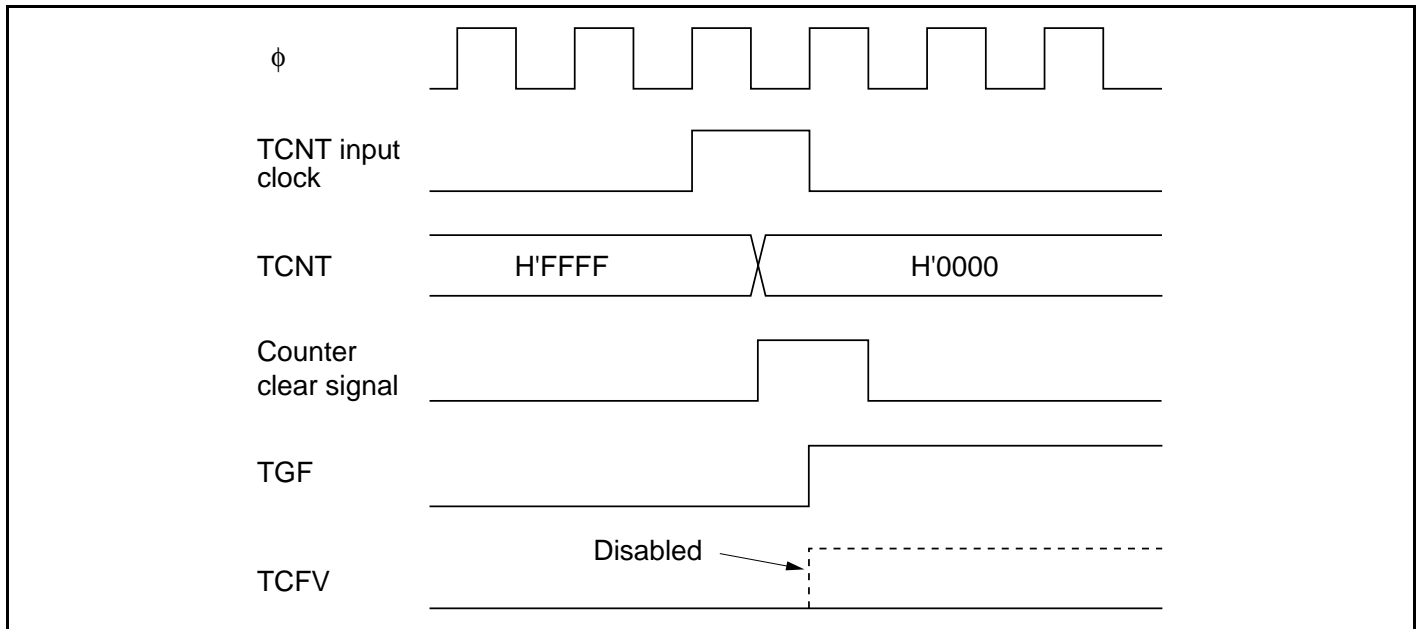 ϕ
TCNT input
clock
TCNT
H'FFFF
H'0000
Counter
clear signal
TGF
Disabled
TCFV